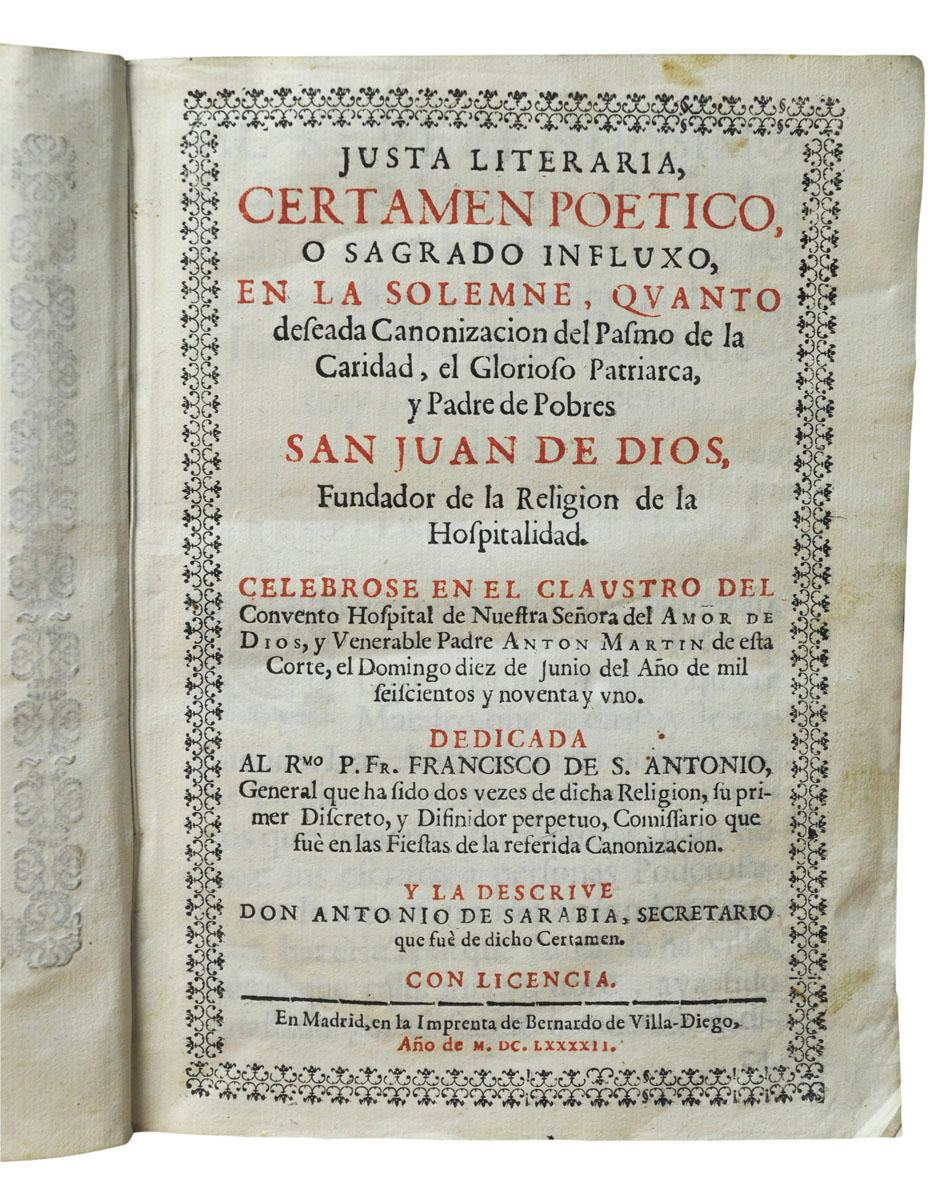 JUSTA LITERARIA,
CERTAMEN POETICO,
O SAGRADO INFLUXO,
EN LA SOLEMNE, QVANTO
deſeada Canonizacion del Paſmo de la
Caridad, el Glorioſo Patriarca,
y Padre de Pobres
SAN JUAN DE DIOS,
Fundador de la Religion de la
Hoſpitalidad.
CELEBROSE EN EL CLAVSTRO DEL
Convento Hoſpital de Nueſtra Señora del AMOR DE
DIOS, y Venerable Padre ANTON MARTIN de eſta
Corte, el Domingo diez de Junio del Año de mil
ſeiſcientos y noventa y vno.
DEDICADA
AL Rᴹᴼ P. Fr. FRANCISCO DE S. ANTONIO,
General que ha ſido dos vezes de dicha Religion, ſu pri-
mer Diſcreto, y Difinidor perpetuo, Comiſſario que
fuè en las Fieſtas de la referida Canonizacion.
Y LA DESCRIVE
DON ANTONIO DE SARABIA, SECRETARIO
que fuè de dicho Certamen.
CON LICENCIA.
En Madrid, en la Imprenta de Bernardo de Villa-Diego,
Año de M. DC. LXXXXII.